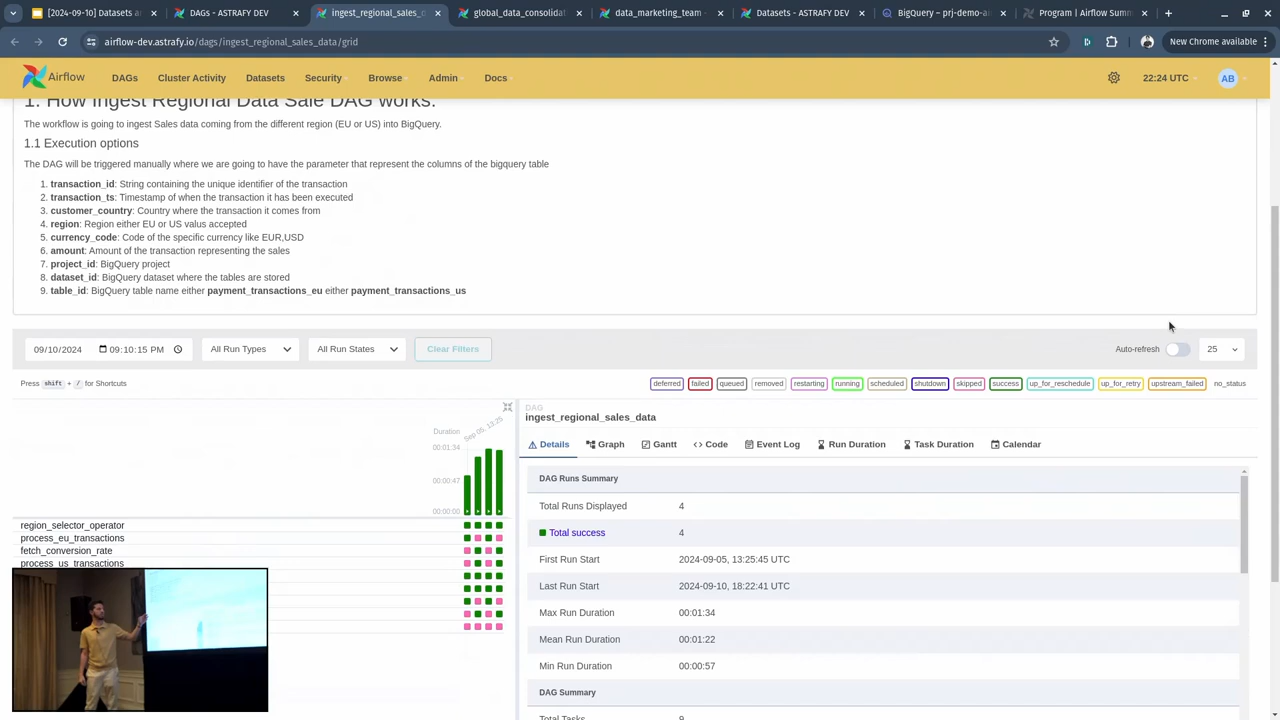 [2024-09-10] Demo Astrafy
DAGS - ASTRAFY DEV
ingest_regional_sales_d
global_data_consolidat
data_marketing_team
Datasets - ASTRAFY DEV
BigQuery – prj-demo-ai
Program | Airflow Summ
airflow-dev.astrafy.io/dags/ingest_regional_sales_data/grid
New Chrome available
Airflow
DAGs
Cluster Activity
Datasets
Security
Browse
Admin
Docs
22:24 UTC
AB
1. How Ingest Regional Data Sale DAG works.
The workflow is going to ingest Sales data coming from the different region (EU or US) into BigQuery.
1.1 Execution options
The DAG will be triggered manually where we are going to have the parameter that represent the columns of the bigquery table
1. transaction_id: String containing the unique identifier of the transaction
2. transaction_ts: Timestamp of when the transaction it has been executed
3. customer_country: Country where the transaction it comes from
4. region: Region either EU or US valus accepted
5. currency_code: Code of the specific currency like EUR,USD
6. amount: Amount of the transaction representing the sales
7. project_id: BigQuery project
8. dataset_id: BigQuery dataset where the tables are stored
9. table_id: BigQuery table name either payment_transactions_eu either payment_transactions_us
09/10/2024 09:10:15 PM
All Run Types
All Run States
Clear Filters
Auto-refresh
25
Press shift + / for Shortcuts
deferred
failed
queued
removed
restarting
running
scheduled
shutdown
skipped
success
up_for_reschedule
up_for_retry
upstream_failed
no_status
Duration
Sep 05, 13:25
00:01:34
00:00:47
00:00:00
region_selector_operator
process_eu_transactions
fetch_conversion_rate
process_us_transactions
DAG
ingest_regional_sales_data
Details
Graph
Gantt
Code
Event Log
Run Duration
Task Duration
Calendar
DAG Runs Summary
Total Runs Displayed 4
Total success 4
First Run Start 2024-09-05, 13:25:45 UTC
Last Run Start 2024-09-10, 18:22:41 UTC
Max Run Duration 00:01:34
Mean Run Duration 00:01:22
Min Run Duration 00:00:57
DAG Summary
Total Tasks 9